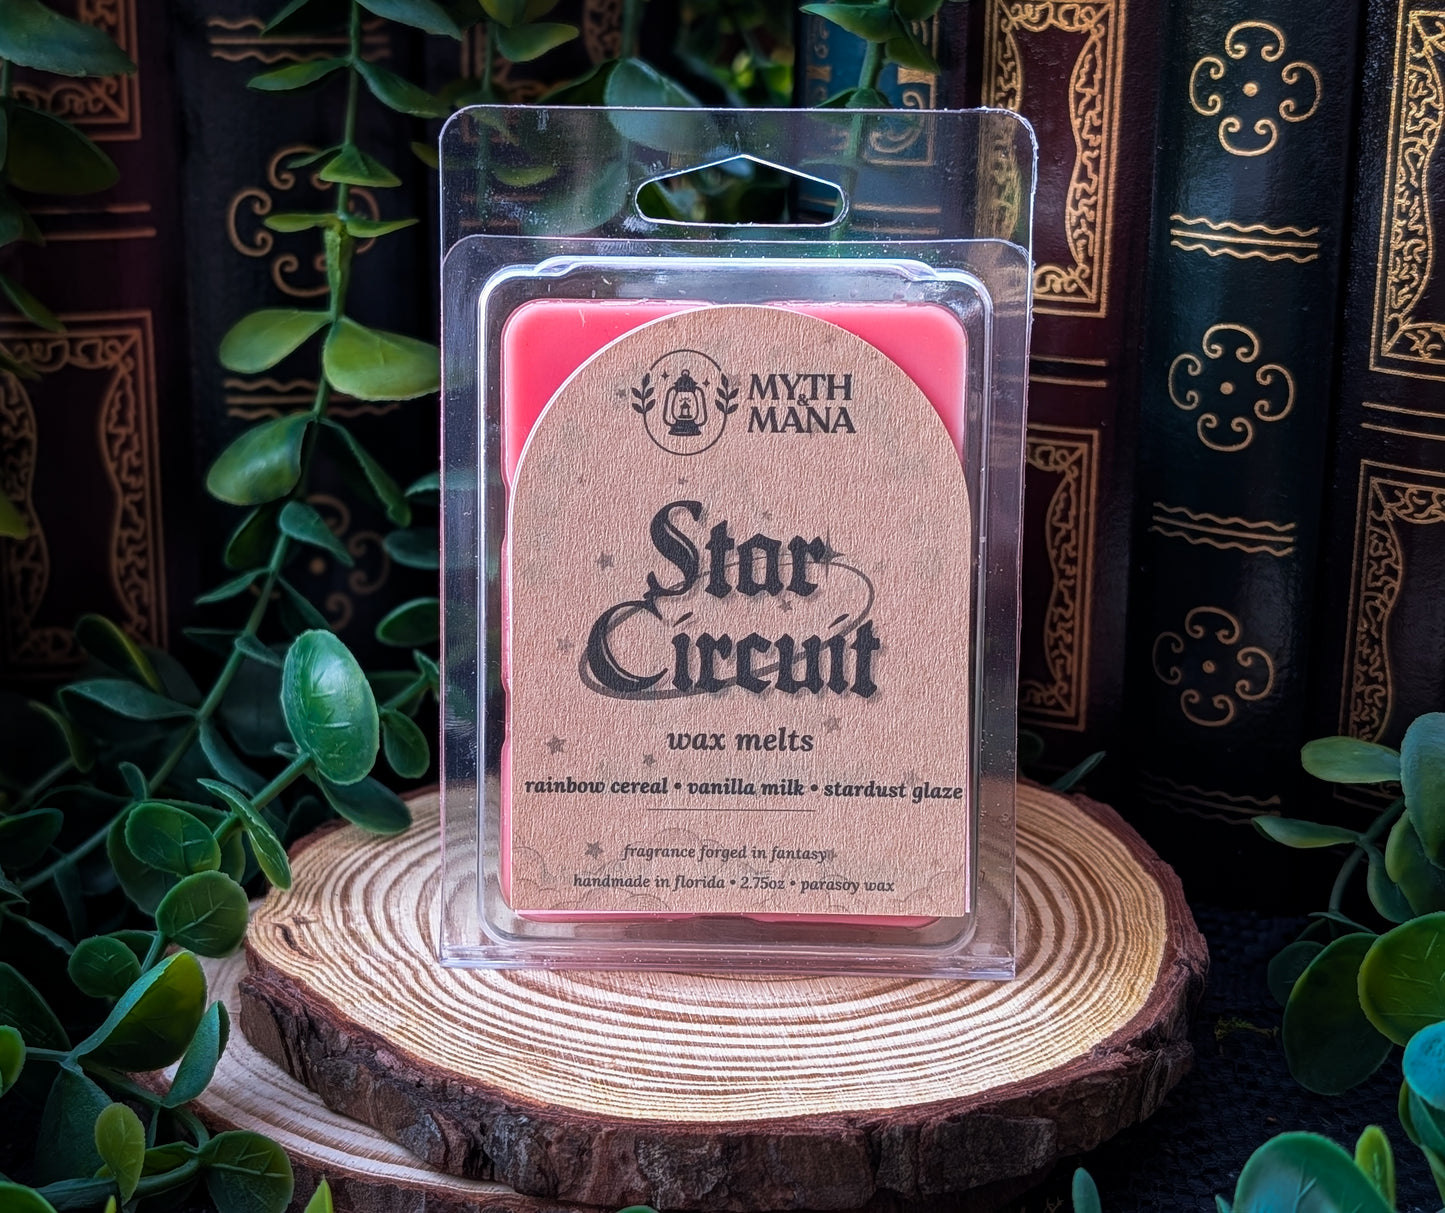 MYTH
&
MANA
Star
Circuit
wax melts
rainbow cereal • vanilla milk • stardust glaze
fragrance forged in fantasy
handmade in florida • 2.75oz • parasoy wax